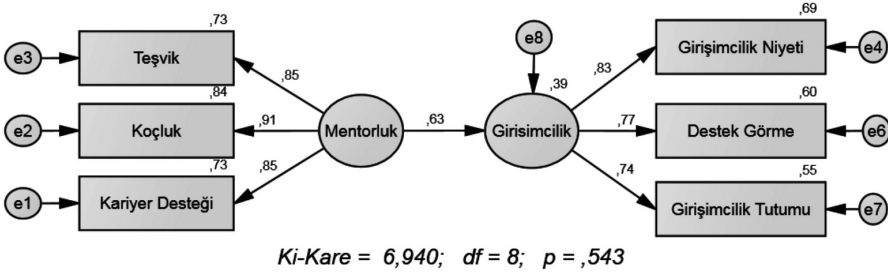 ,73
e3
Teşvik
,85
,84
e2
Koçluk
,91
,73
e1
Kariyer Desteği
,85
Mentorluk
,63
e8
,39
Girisimcilik
,69
,83
Girişimcilik Niyeti
e4
,60
,77
Destek Görme
e6
,55
,74
Girişimcilik Tutumu
e7
Ki-Kare = 6,940; df = 8; p = ,543